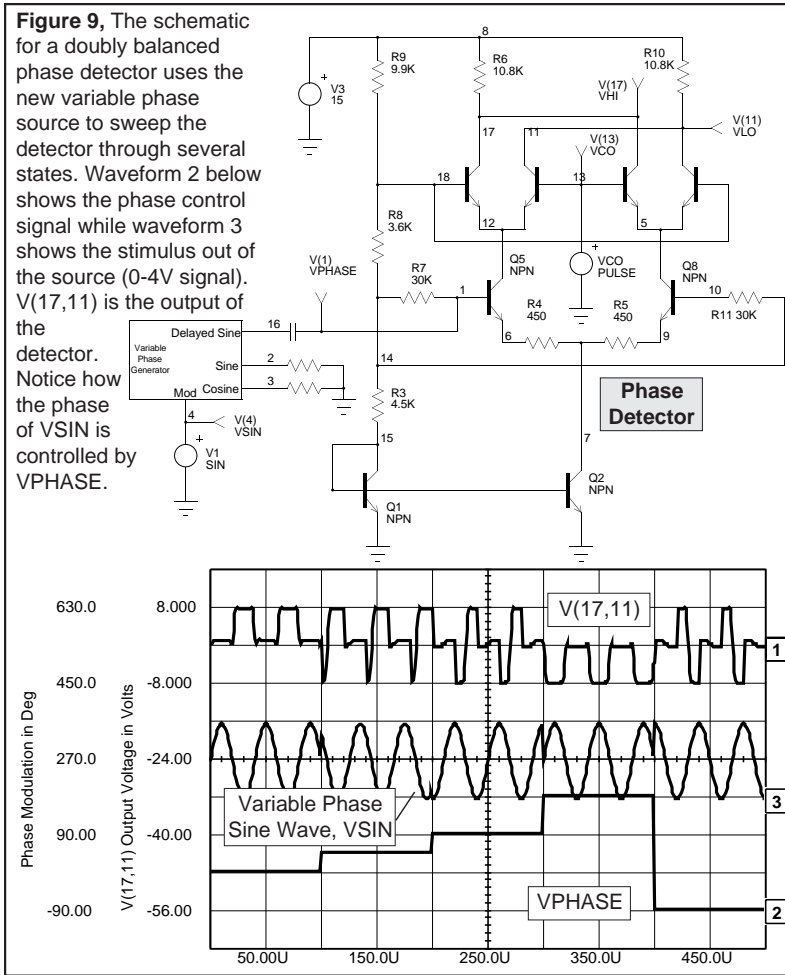 Figure 9, The schematic
for a doubly balanced
phase detector uses the
new variable phase
source to sweep the
detector through several
states. Waveform 2 below
shows the phase control
signal while waveform 3
shows the stimulus out of
the source (0-4V signal).
V(17,11) is the output of
the
detector.
Notice how
the phase
of VSIN is
controlled by
VPHASE.
8
R9
9.9K
R6
10.8K
R10
10.8K
V3
15
V(17)
VHI
V(11)
VLO
V(13)
VCO
17
11
18
13
12
5
R8
3.6K
V(1)
VPHASE
R7
30K
1
Q5
NPN
VCO
PULSE
Q8
NPN
10
R11 30K
R4
450
R5
450
6
9
16
Delayed Sine
Variable
Phase
Generator
Sine
2
Cosine
3
Mod
4
V(4)
VSIN
V1
SIN
14
R3
4.5K
15
7
Phase
Detector
Q1
NPN
Q2
NPN
Phase Modulation in Deg
630.0
450.0
270.0
90.00
-90.00
V(17,11) Output Voltage in Volts
8.000
-8.000
-24.00
-40.00
-56.00
V(17,11)
1
Variable Phase
Sine Wave, VSIN
3
VPHASE
2
50.00U
150.0U
250.0U
350.0U
450.0U